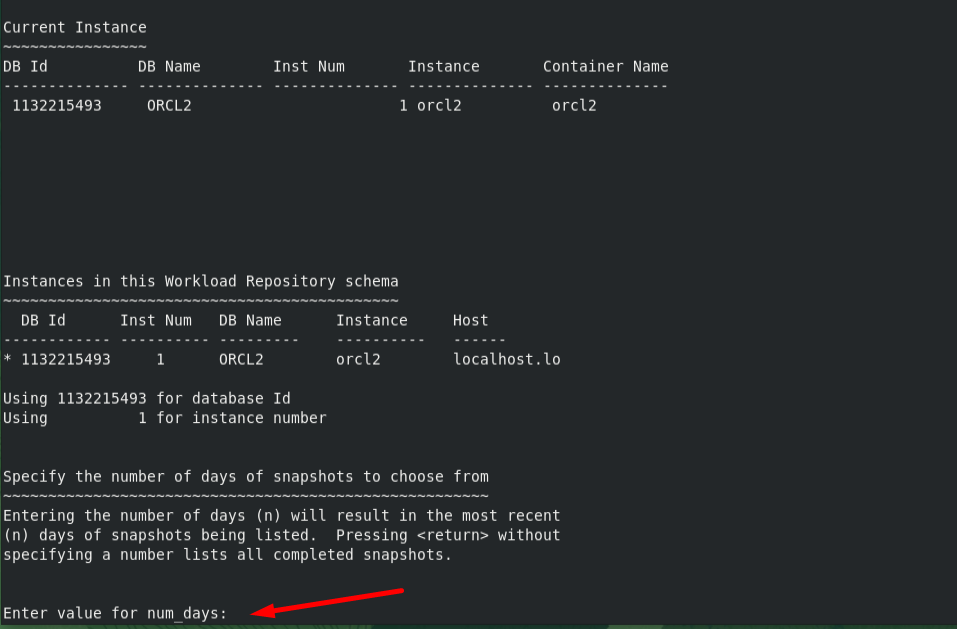 Current Instance
~~~~~~~~~~~~~~~~
DB Id          DB Name        Inst Num       Instance       Container Name
-------------- -------------- -------------- -------------- --------------
 1132215493     ORCL2                       1 orcl2          orcl2
Instances in this Workload Repository schema
~~~~~~~~~~~~~~~~~~~~~~~~~~~~~~~~~~~~~~~~~~~~
  DB Id      Inst Num   DB Name      Instance     Host
------------ ---------- ---------    ----------   ------
* 1132215493     1      ORCL2        orcl2        localhost.lo
Using 1132215493 for database Id
Using          1 for instance number
Specify the number of days of snapshots to choose from
~~~~~~~~~~~~~~~~~~~~~~~~~~~~~~~~~~~~~~~~~~~~~~~~~~~~~~
Entering the number of days (n) will result in the most recent
(n) days of snapshots being listed.  Pressing <return> without
specifying a number lists all completed snapshots.
Enter value for num_days: